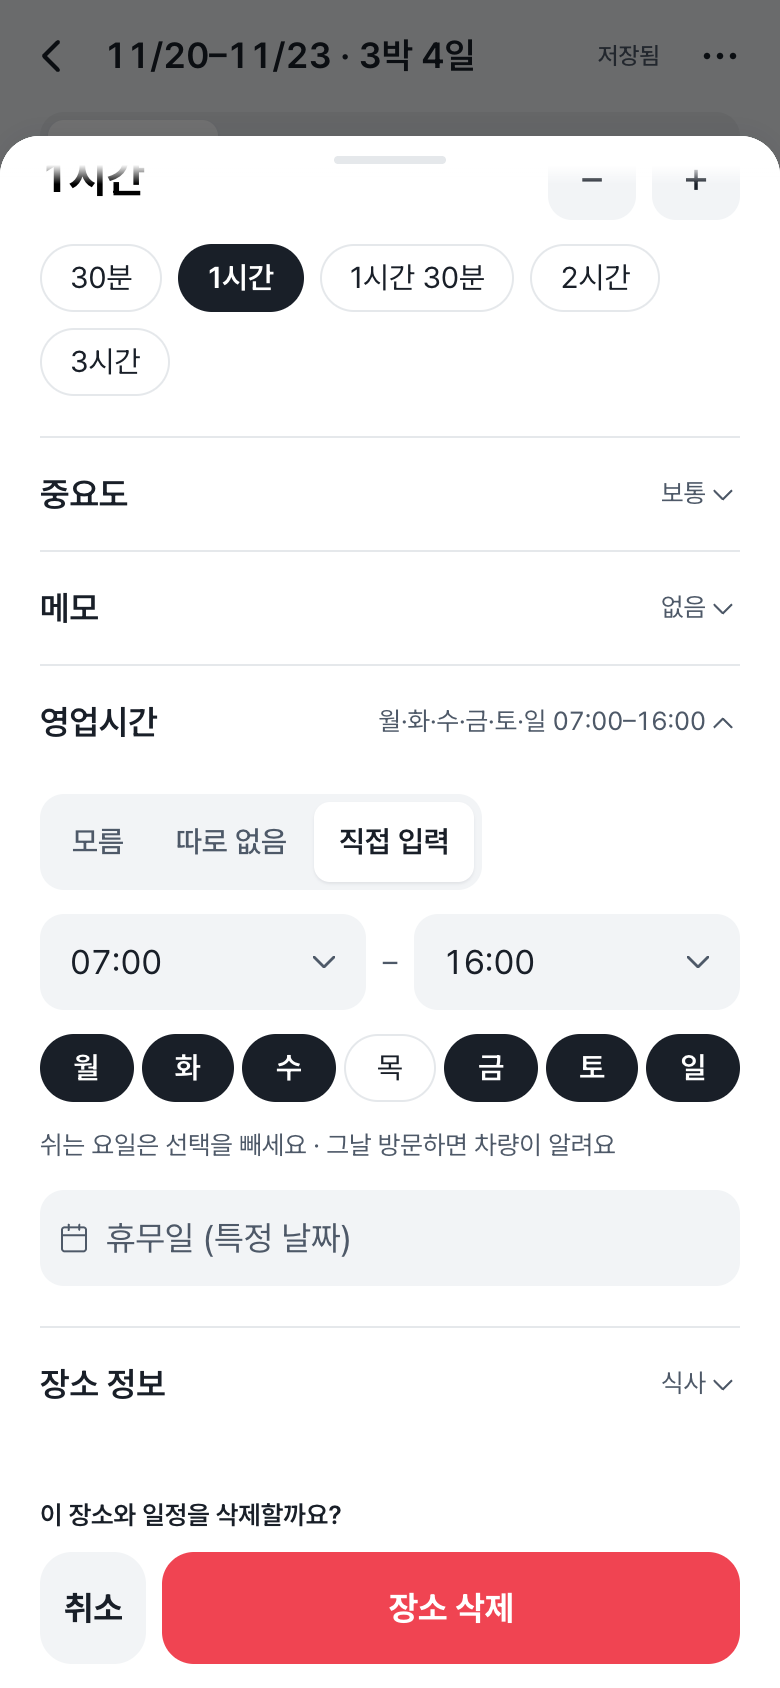 11/20–11/23 · 3박 4일 저장됨
1시간
30분 1시간 1시간 30분 2시간
3시간
중요도 보통
메모 없음
영업시간 월·화·수·금·토·일 07:00–16:00
모름 따로 없음 직접 입력
07:00 – 16:00
월 화 수 목 금 토 일
쉬는 요일은 선택을 빼세요 · 그날 방문하면 차량이 알려요
휴무일 (특정 날짜)
장소 정보 식사
이 장소와 일정을 삭제할까요?
취소 장소 삭제